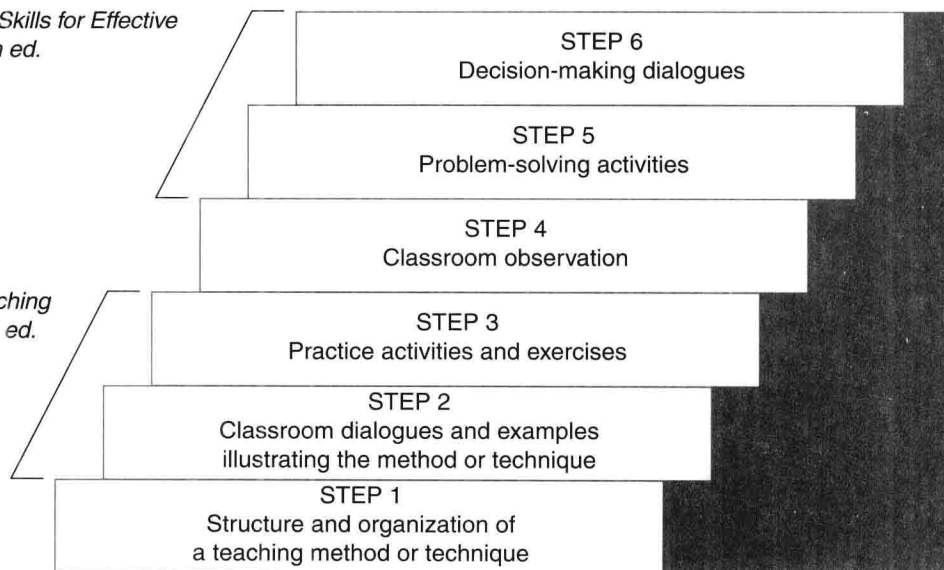 Skills for Effective
ed.
STEP 6
Decision-making dialogues
STEP 5
Problem-solving activities
STEP 4
Classroom observation
ching
ed.
STEP 3
Practice activities and exercises
STEP 2
Classroom dialogues and examples
illustrating the method or technique
STEP 1
Structure and organization of
a teaching method or technique